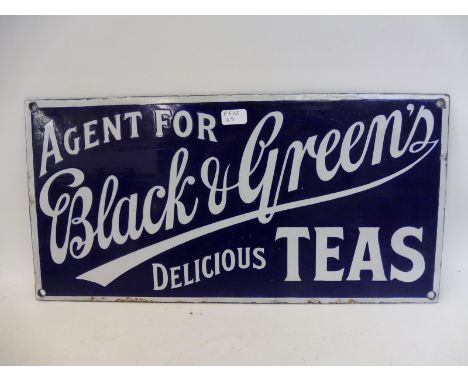 AGENT FOR
Black & Green's
DELICIOUS TEAS